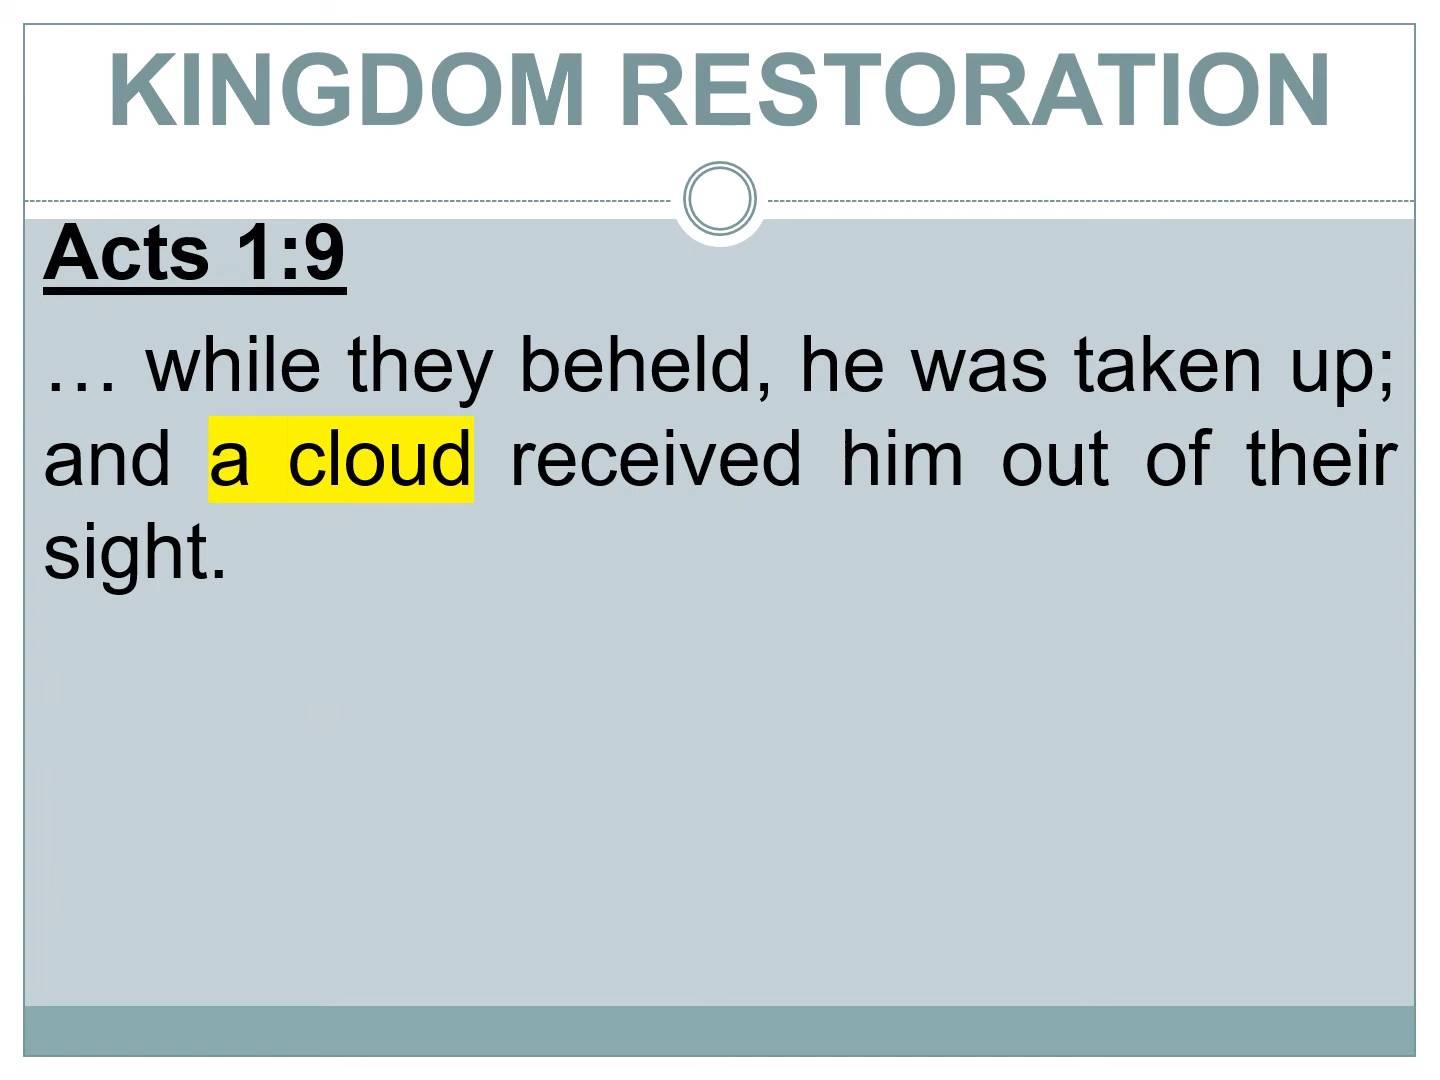 KINGDOM RESTORATION
Acts 1:9
… while they beheld, he was taken up;
and a cloud received him out of their
sight.